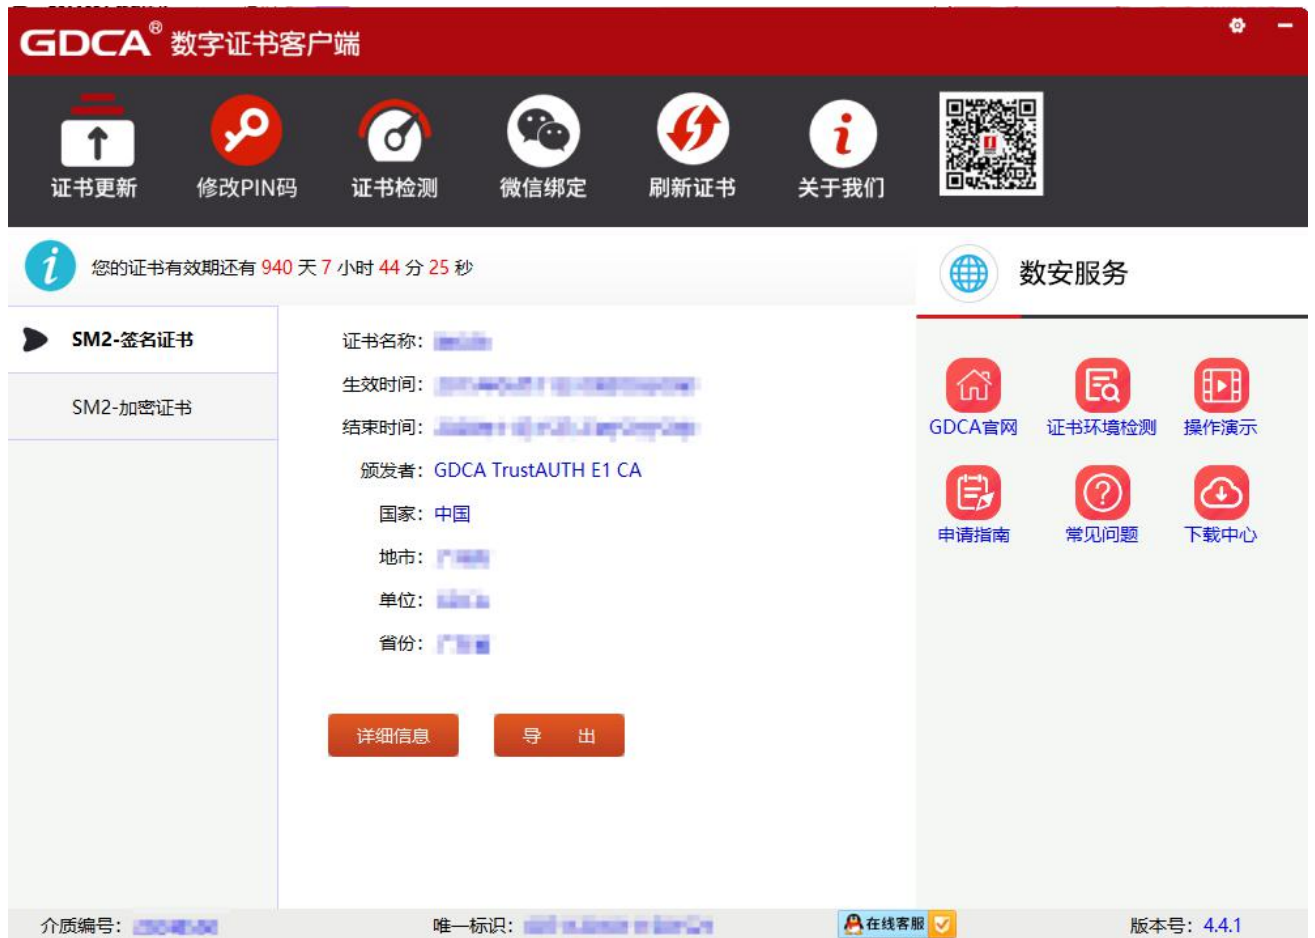 GDCA® 数字证书客户端
证书更新 修改PIN码 证书检测 微信绑定 刷新证书 关于我们
您的证书有效期还有 940 天 7 小时 44 分 25 秒
数安服务
SM2-签名证书
SM2-加密证书
证书名称：
生效时间：
结束时间：
颁发者：GDCA TrustAUTH E1 CA
国家：中国
地市：
单位：
省份：
详细信息 导 出
GDCA官网 证书环境检测 操作演示
申请指南 常见问题 下载中心
介质编号： 唯一标识： 在线客服 版本号：4.4.1